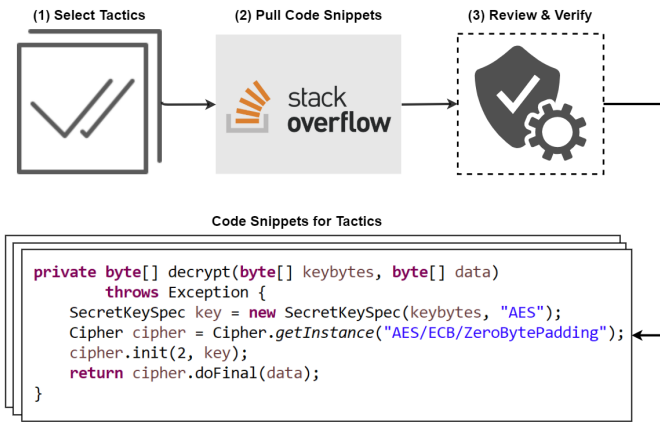 (1) Select Tactics
(2) Pull Code Snippets
(3) Review & Verify
stack
overflow
Code Snippets for Tactics
private byte[] decrypt(byte[] keybytes, byte[] data)
        throws Exception {
    SecretKeySpec key = new SecretKeySpec(keybytes, "AES");
    Cipher cipher = Cipher.getInstance("AES/ECB/ZeroBytePadding");
    cipher.init(2, key);
    return cipher.doFinal(data);
}